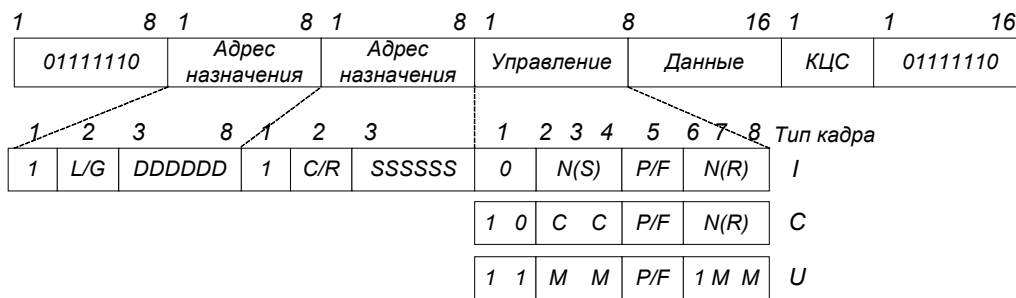 1 8 1 8 1 8 1 8 16 1 1 16
01111110 Адрес назначения Адрес назначения Управление Данные КЦС 01111110
1 2 3 8 1 2 3 1 2 3 4 5 6 7 8 Тип кадра
1 L/G DDDDDD 1 C/R SSSSSS 0 N(S) P/F N(R) I
1 0 C C P/F N(R) C
1 1 M M P/F 1 M M U